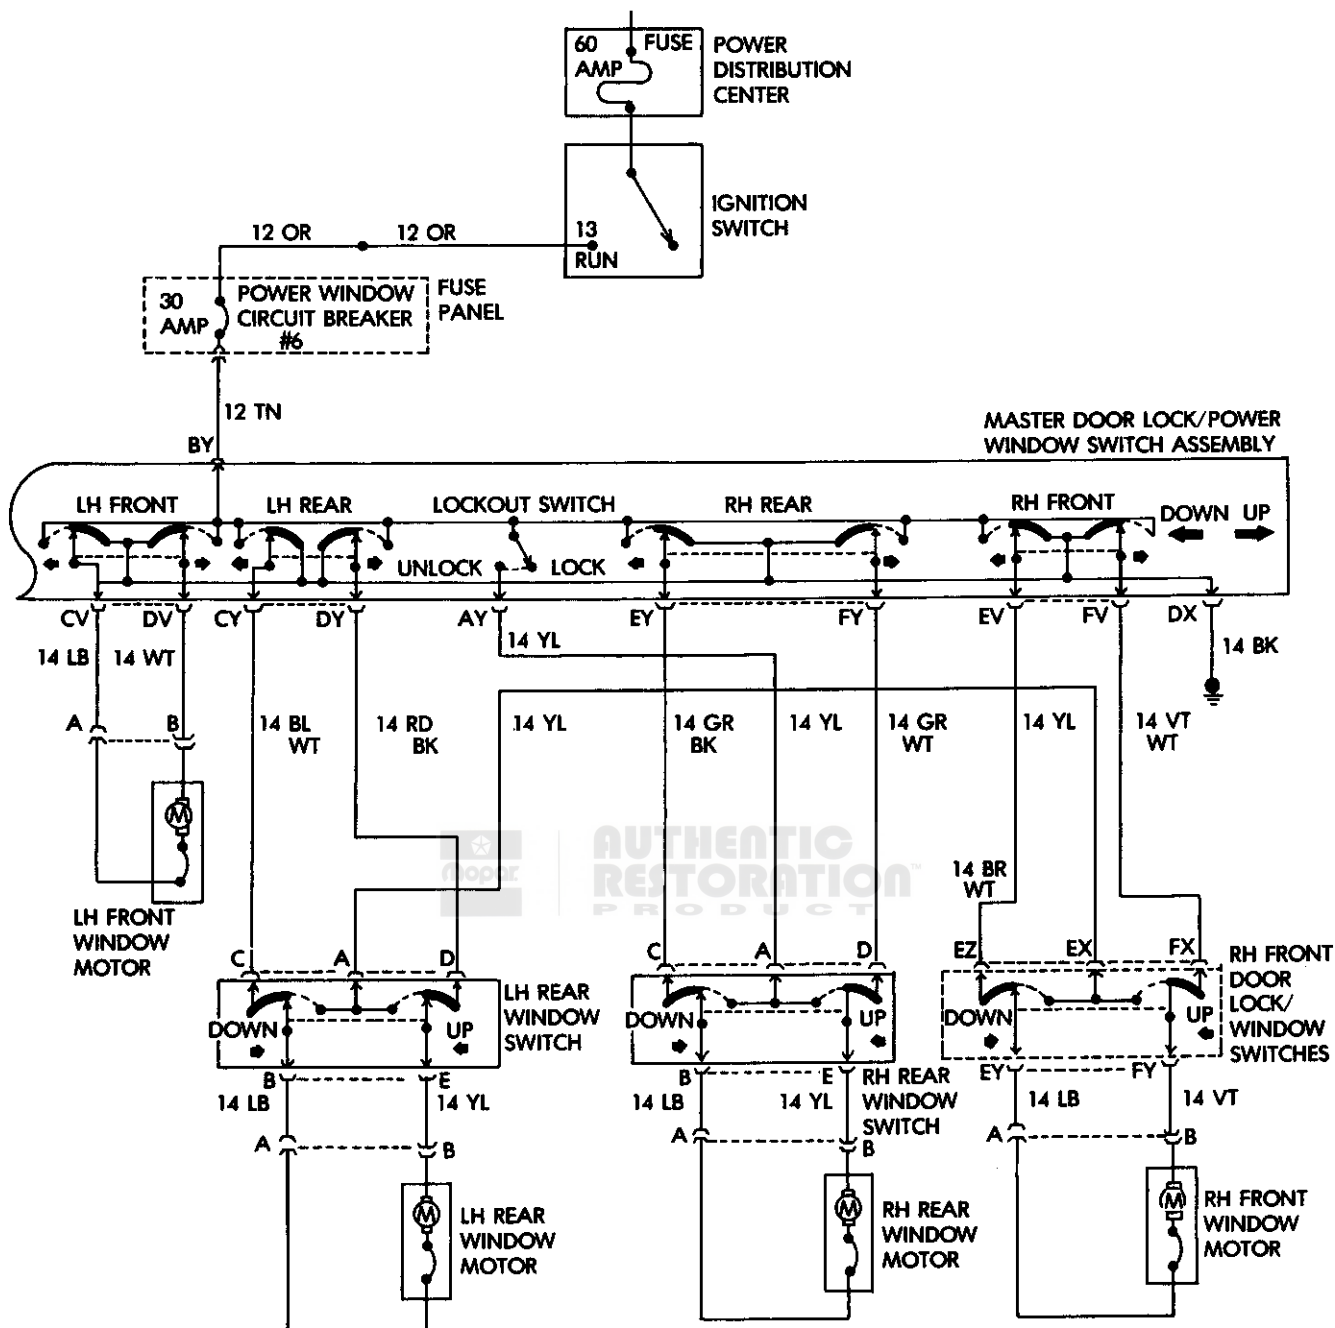 60 FUSE
AMP
POWER
DISTRIBUTION
CENTER
IGNITION
SWITCH
13
RUN
12 OR
12 OR
30
AMP
POWER WINDOW
CIRCUIT BREAKER
#6
FUSE
PANEL
12 TN
BY
MASTER DOOR LOCK/POWER
WINDOW SWITCH ASSEMBLY
LH FRONT
LH REAR
LOCKOUT SWITCH
RH REAR
RH FRONT
DOWN UP
UNLOCK
LOCK
CV
DV
CY
DY
AY
EY
FY
EV
FV
DX
14 LB
14 WT
14 YL
14 BK
A
B
14 BL
WT
14 RD
BK
14 YL
14 GR
BK
14 YL
14 GR
WT
14 YL
14 VT
WT
M
LH FRONT
WINDOW
MOTOR
mopar
AUTHENTIC
RESTORATION™
PRODUCT
14 BR
WT
C
A
D
C
A
D
EZ
EX
FX
DOWN
UP
LH REAR
WINDOW
SWITCH
DOWN
UP
DOWN
UP
RH FRONT
DOOR
LOCK/
WINDOW
SWITCHES
B
E
B
E
RH REAR
WINDOW
SWITCH
EY
FY
14 LB
14 YL
14 LB
14 YL
14 LB
14 VT
A
B
A
B
A
B
M
LH REAR
WINDOW
MOTOR
M
RH REAR
WINDOW
MOTOR
M
RH FRONT
WINDOW
MOTOR